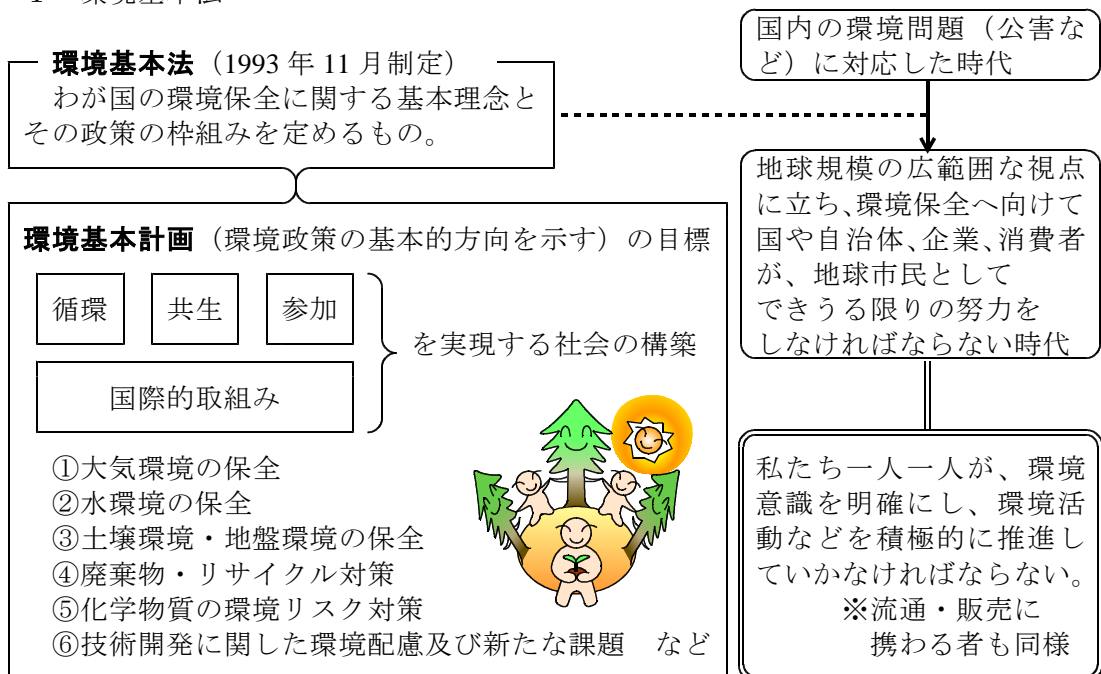 環境基本法（1993 年 11 月制定）
わが国の環境保全に関する基本理念と
その政策の枠組みを定めるもの。
環境基本計画（環境政策の基本的方向を示す）の目標
循環
共生
参加
国際的取組み
を実現する社会の構築
①大気環境の保全
②水環境の保全
③土壌環境・地盤環境の保全
④廃棄物・リサイクル対策
⑤化学物質の環境リスク対策
⑥技術開発に関した環境配慮及び新たな課題　など
国内の環境問題（公害な
ど）に対応した時代
地球規模の広範囲な視点
に立ち、環境保全へ向けて
国や自治体、企業、消費者
が、地球市民として
できうる限りの努力を
しなければならない時代
私たち一人一人が、環境
意識を明確にし、環境活
動などを積極的に推進し
ていかなければならない。
※流通・販売に
携わる者も同様